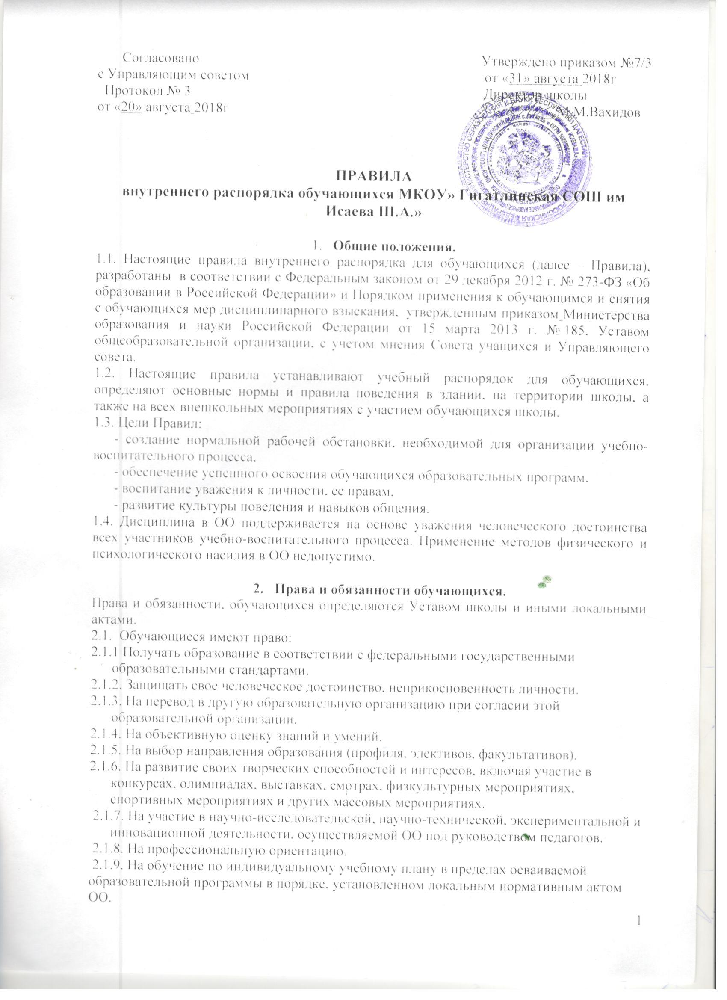 Согласовано
с Управляющим советом
Протокол № 3
от «20» августа 2018г
Утверждено приказом №7/3
от «31» августа 2018г
Директор школы
А.М.Вахидов
ПРАВИЛА
внутреннего распорядка обучающихся МКОУ» Гигатлинская СОШ им
Исаева Ш.А.»
1. Общие положения.
1.1. Настоящие правила внутреннего распорядка для обучающихся (далее – Правила),
разработаны в соответствии с Федеральным законом от 29 декабря 2012 г. № 273-ФЗ «Об
образовании в Российской Федерации» и Порядком применения к обучающимся и снятия
с обучающихся мер дисциплинарного взыскания, утвержденным приказом Министерства
образования и науки Российской Федерации от 15 марта 2013 г. № 185, Уставом
общеобразовательной организации, с учетом мнения Совета учащихся и Управляющего
совета.
1.2. Настоящие правила устанавливают учебный распорядок для обучающихся,
определяют основные нормы и правила поведения в здании, на территории школы, а
также на всех внешкольных мероприятиях с участием обучающихся школы.
1.3. Цели Правил:
- создание нормальной рабочей обстановки, необходимой для организации учебно-
воспитательного процесса,
- обеспечение успешного освоения обучающихся образовательных программ,
- воспитание уважения к личности, ее правам,
- развитие культуры поведения и навыков общения.
1.4. Дисциплина в ОО поддерживается на основе уважения человеческого достоинства
всех участников учебно-воспитательного процесса. Применение методов физического и
психологического насилия в ОО недопустимо.
2. Права и обязанности обучающихся.
Права и обязанности, обучающихся определяются Уставом школы и иными локальными
актами.
2.1. Обучающиеся имеют право:
2.1.1 Получать образование в соответствии с федеральными государственными
образовательными стандартами.
2.1.2. Защищать свое человеческое достоинство, неприкосновенность личности.
2.1.3. На перевод в другую образовательную организацию при согласии этой
образовательной организации.
2.1.4. На объективную оценку знаний и умений.
2.1.5. На выбор направления образования (профиля, элективов, факультативов).
2.1.6. На развитие своих творческих способностей и интересов, включая участие в
конкурсах, олимпиадах, выставках, смотрах, физкультурных мероприятиях,
спортивных мероприятиях и других массовых мероприятиях.
2.1.7. На участие в научно-исследовательской, научно-технической, экспериментальной и
инновационной деятельности, осуществляемой ОО под руководством педагогов.
2.1.8. На профессиональную ориентацию.
2.1.9. На обучение по индивидуальному учебному плану в пределах осваиваемой
образовательной программы в порядке, установленном локальным нормативным актом
ОО.
1